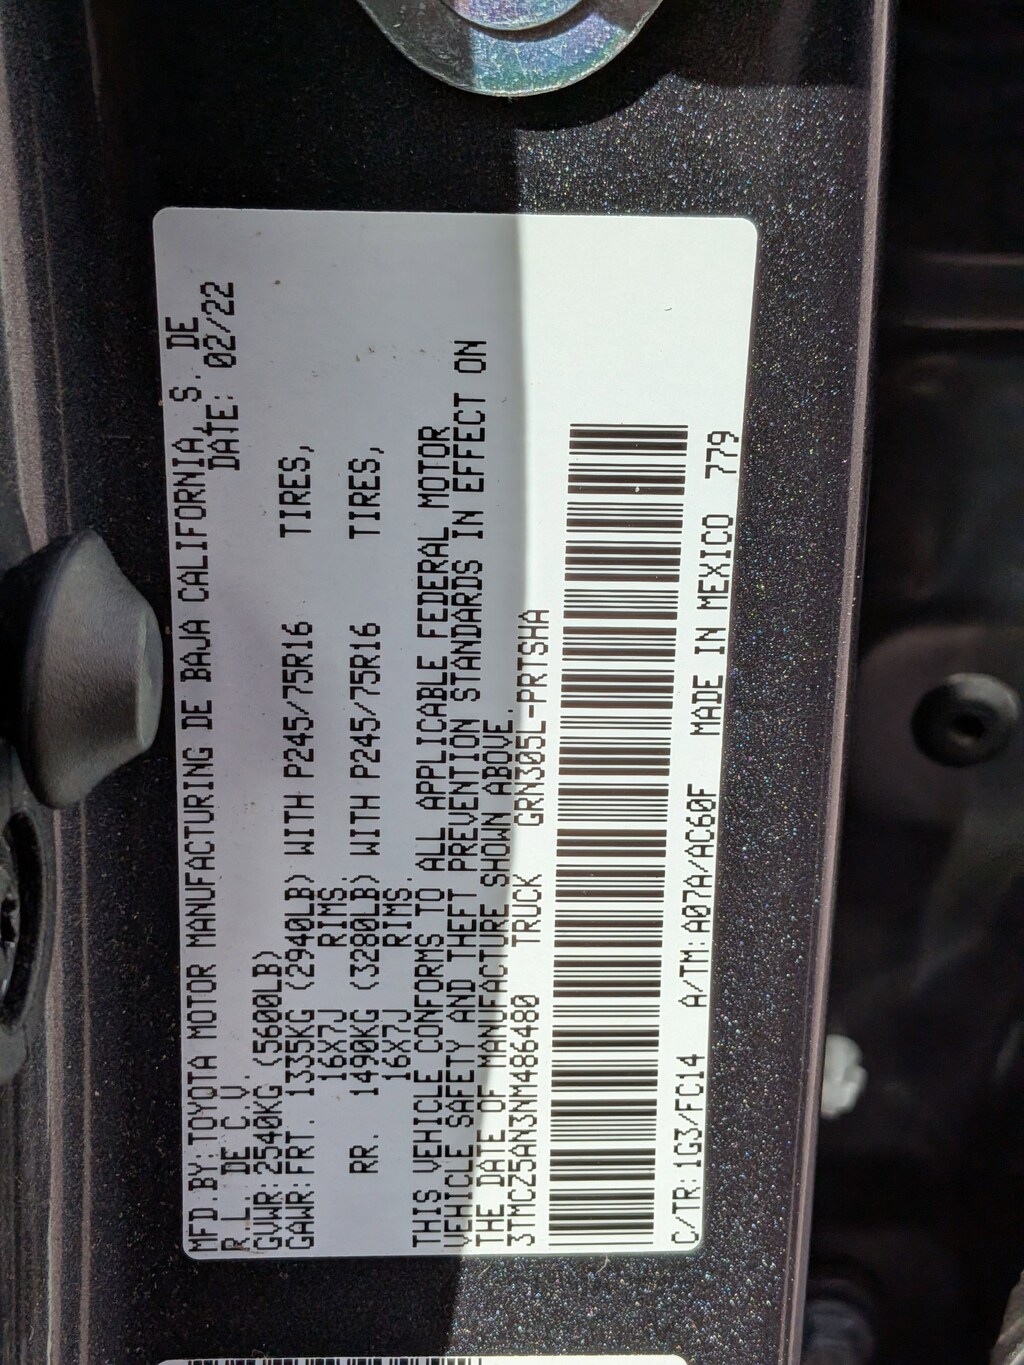 MFD.BY:TOYOTA MOTOR MANUFACTURING DE BAJA CALIFORNIA, S. DE
R.L. DE C.V. DATE: 02/22
GVWR:2540KG (5600LB)
GAWR:FRT. 1335KG (2940LB) WITH P245/75R16 TIRES,
16X7J RIMS,
RR. 1490KG (3280LB) WITH P245/75R16 TIRES,
16X7J RIMS.
THIS VEHICLE CONFORMS TO ALL APPLICABLE FEDERAL MOTOR
VEHICLE SAFETY AND THEFT PREVENTION STANDARDS IN EFFECT ON
THE DATE OF MANUFACTURE SHOWN ABOVE.
3TMCZ5AN3NM486480 TRUCK GRN305L-PRTSHA
C/TR:1G3/FC14 A/TM:A07A/AC60F MADE IN MEXICO 779